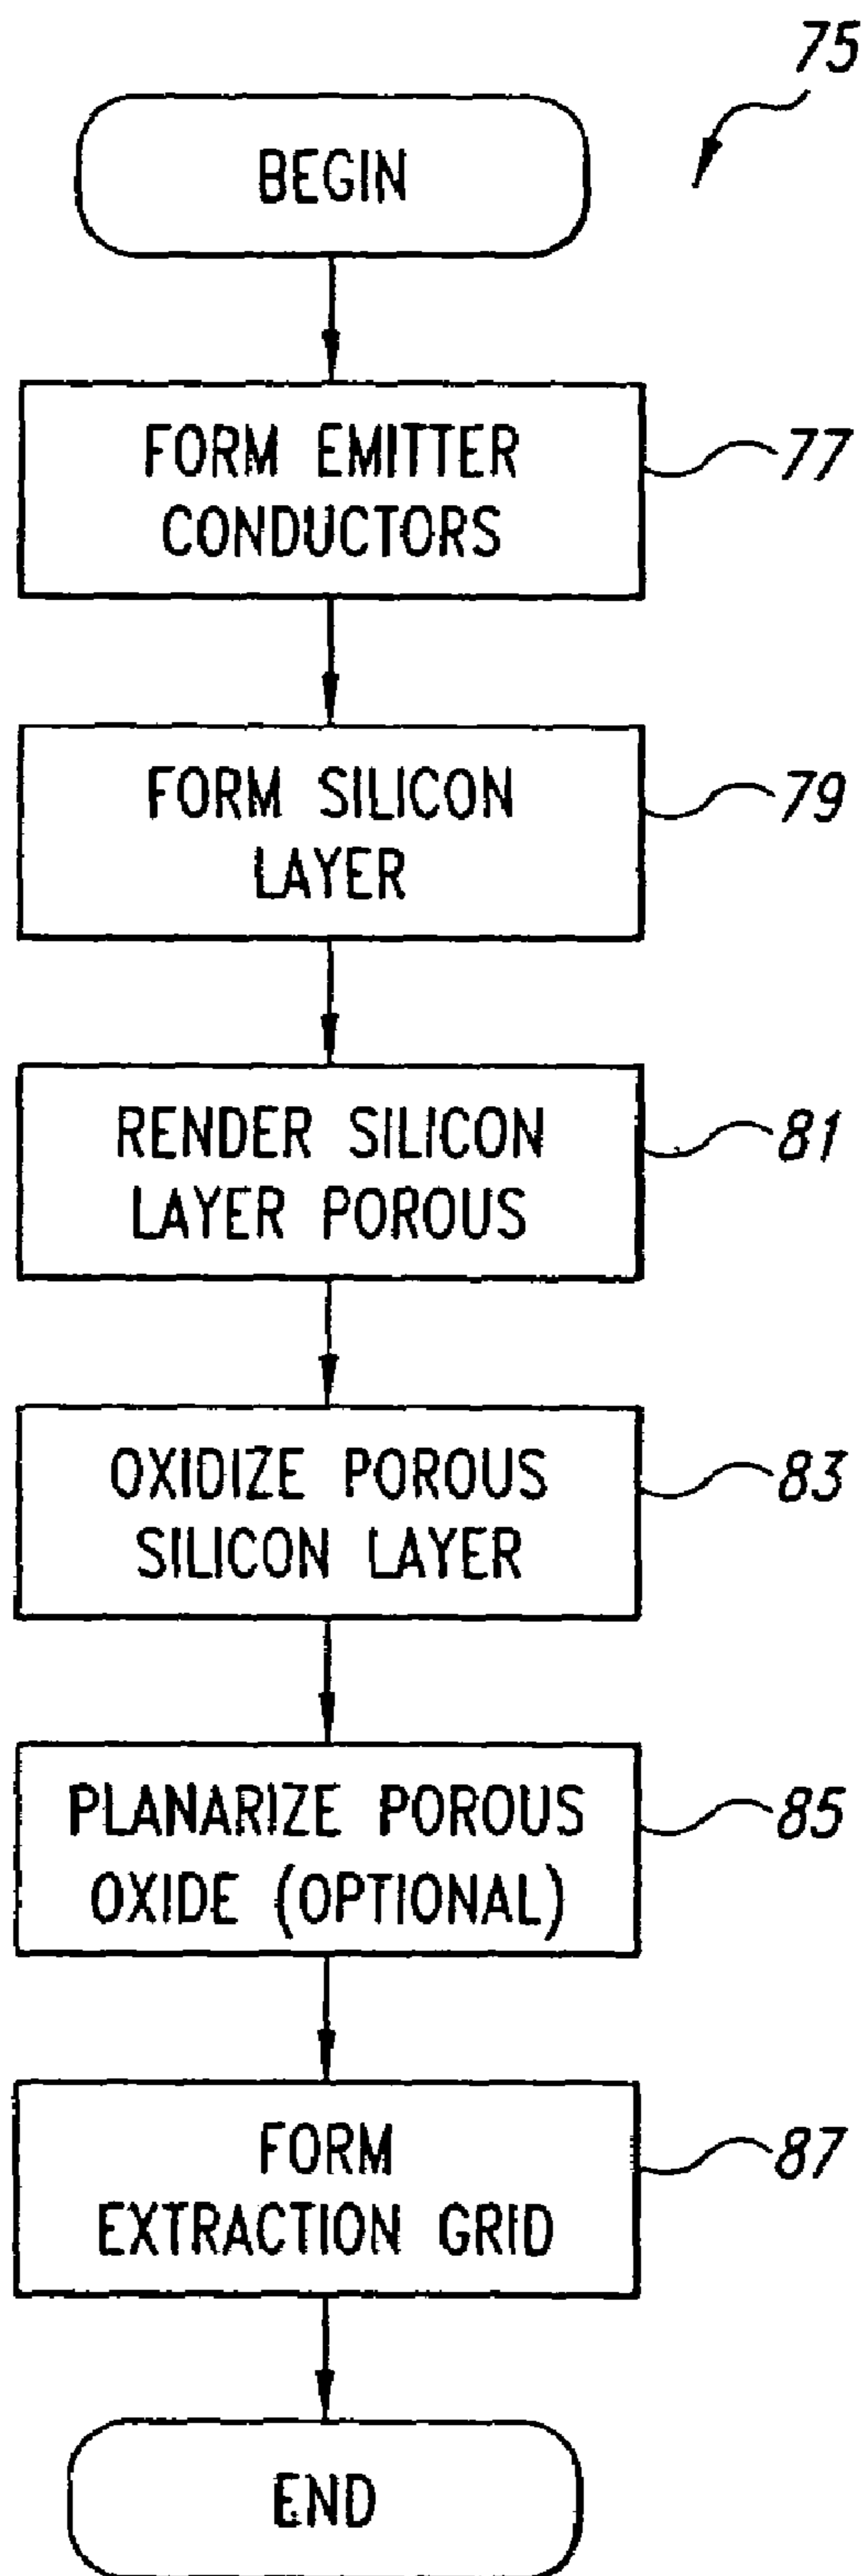 75
BEGIN
FORM EMITTER
CONDUCTORS
77
FORM SILICON
LAYER
79
RENDER SILICON
LAYER POROUS
81
OXIDIZE POROUS
SILICON LAYER
83
PLANARIZE POROUS
OXIDE (OPTIONAL)
85
FORM
EXTRACTION GRID
87
END